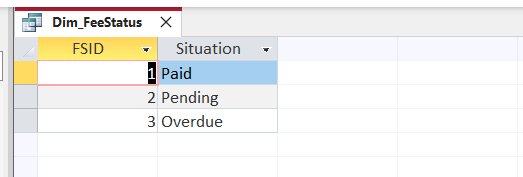 Dim_FeeStatus
FSID Situation
1 Paid
2 Pending
3 Overdue